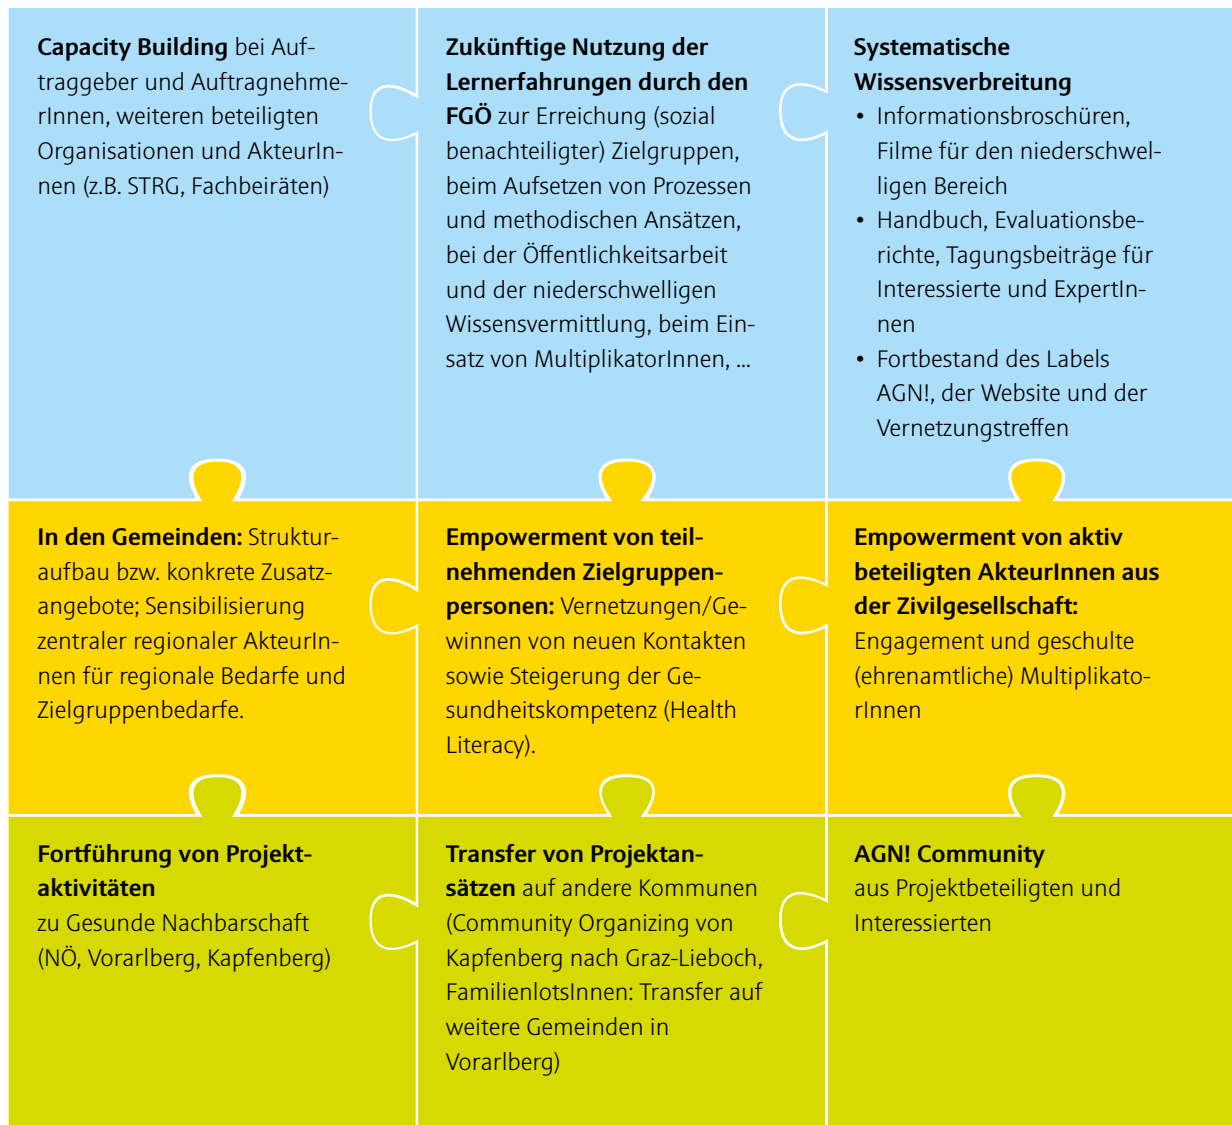 Capacity Building bei Auf-
traggeber und Auftragnehme-
rInnen, weiteren beteiligten
Organisationen und AkteurIn-
nen (z.B. STRG, Fachbeiräten)
Zukünftige Nutzung der
Lernerfahrungen durch den
FGÖ zur Erreichung (sozial
benachteiligter) Zielgruppen,
beim Aufsetzen von Prozessen
und methodischen Ansätzen,
bei der Öffentlichkeitsarbeit
und der niederschwelligen
Wissensvermittlung, beim Ein-
satz von MultiplikatorInnen, ...
Systematische
Wissensverbreitung
• Informationsbroschüren,
Filme für den niederschwel-
ligen Bereich
• Handbuch, Evaluationsbe-
richte, Tagungsbeiträge für
Interessierte und ExpertIn-
nen
• Fortbestand des Labels
AGN!, der Website und der
Vernetzungstreffen
In den Gemeinden: Struktur-
aufbau bzw. konkrete Zusatz-
angebote; Sensibilisierung
zentraler regionaler AkteurIn-
nen für regionale Bedarfe und
Zielgruppenbedarfe.
Empowerment von teil-
nehmenden Zielgruppen-
personen: Vernetzungen/Ge-
winnen von neuen Kontakten
sowie Steigerung der Ge-
sundheitskompetenz (Health
Literacy).
Empowerment von aktiv
beteiligten AkteurInnen aus
der Zivilgesellschaft:
Engagement und geschulte
(ehrenamtliche) Multiplikato-
rInnen
Fortführung von Projekt-
aktivitäten
zu Gesunde Nachbarschaft
(NÖ, Vorarlberg, Kapfenberg)
Transfer von Projektan-
sätzen auf andere Kommunen
(Community Organizing von
Kapfenberg nach Graz-Lieboch,
FamilienlotsInnen: Transfer auf
weitere Gemeinden in
Vorarlberg)
AGN! Community
aus Projektbeteiligten und
Interessierten